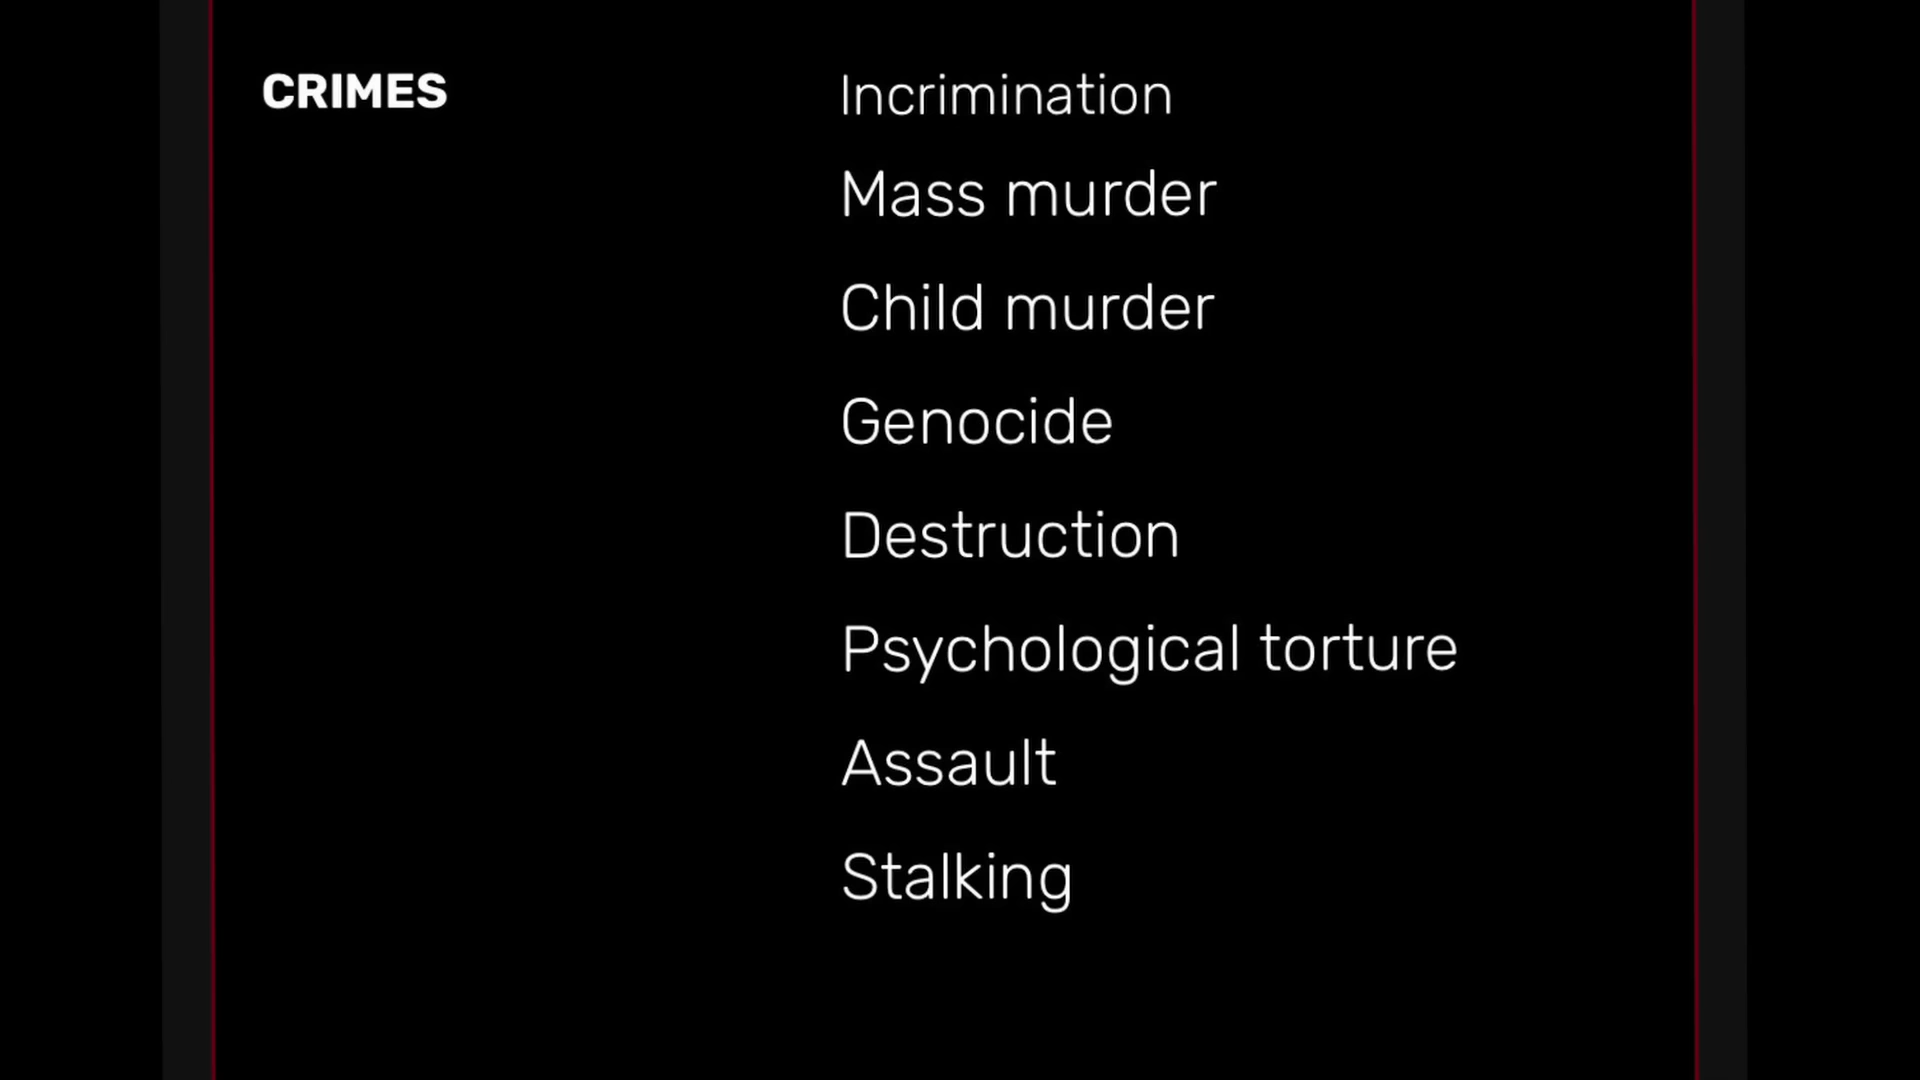 CRIMES
Incrimination
Mass murder
Child murder
Genocide
Destruction
Psychological torture
Assault
Stalking